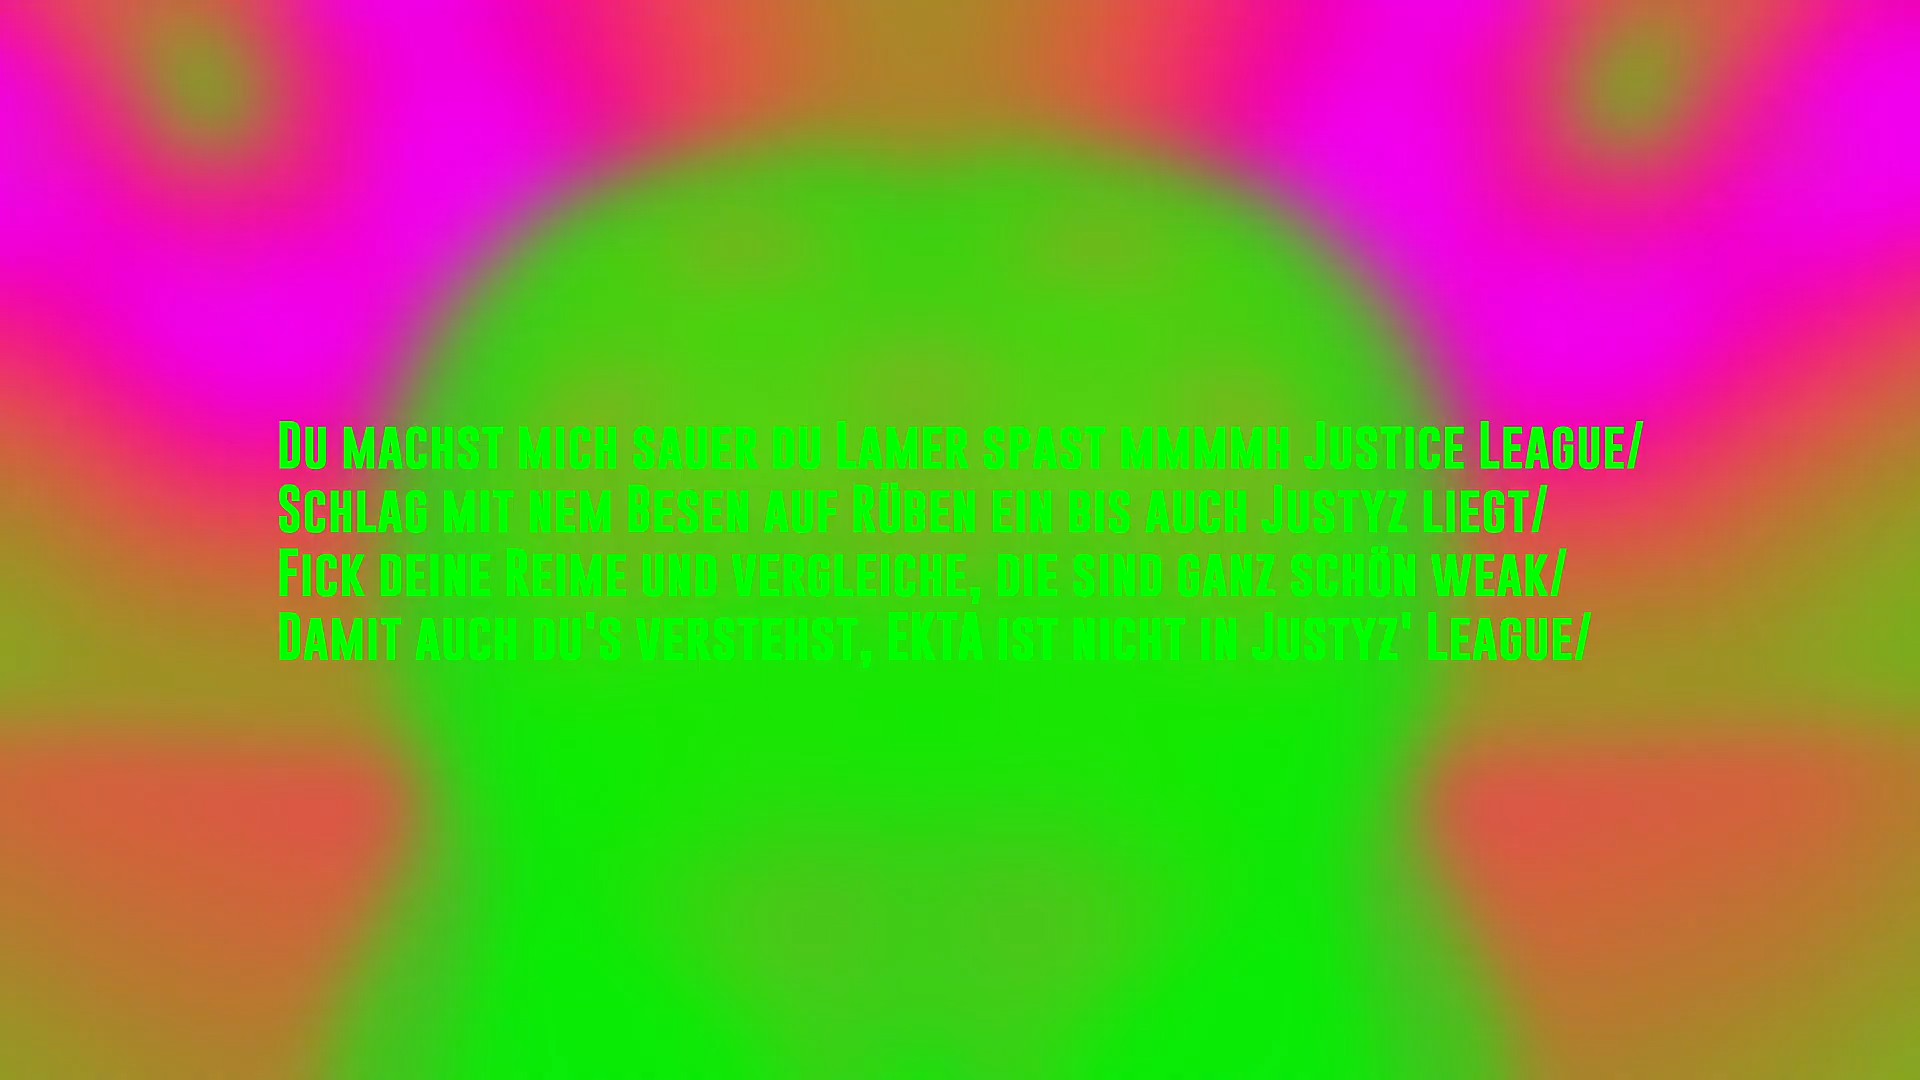 Du machst mich sauer du Lamer spast mmmmh Justice League/
Schlag mit nem Besen auf Rüben ein bis auch Justyz liegt/
Fick deine Reime und vergleiche, die sind ganz schön weak/
Damit auch du's verstehst, EKTA ist nicht in Justyz' League/